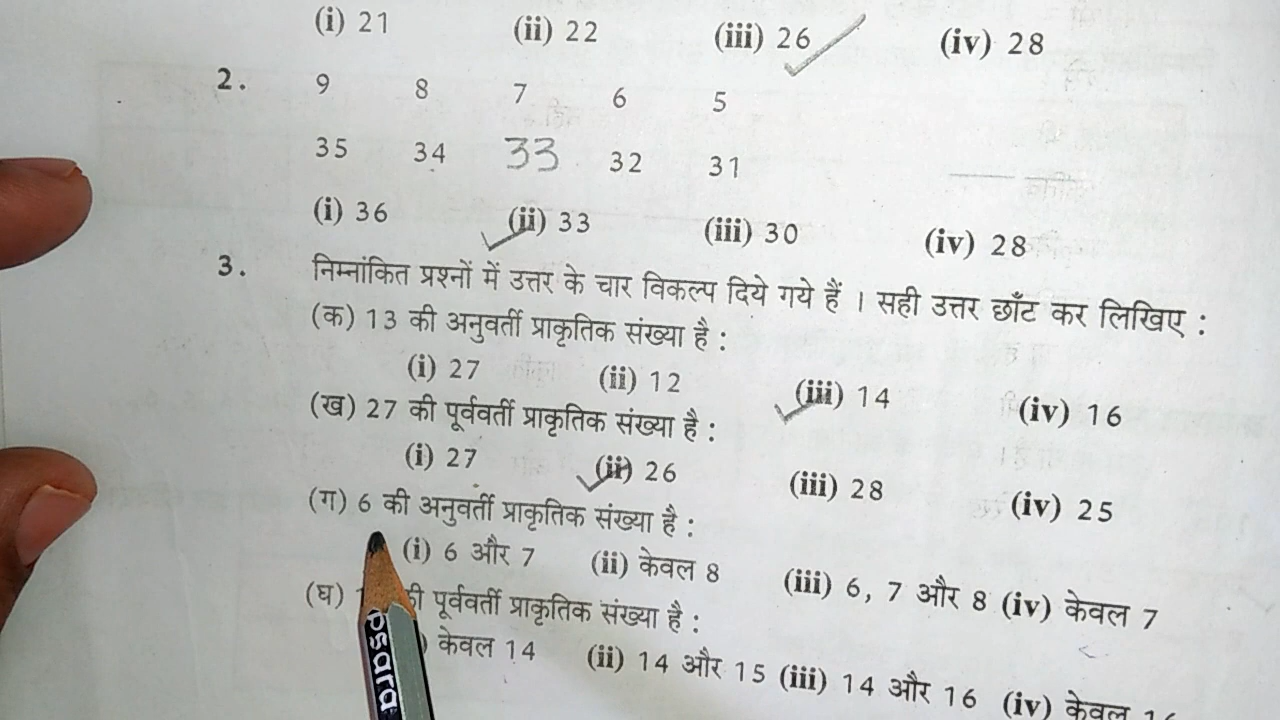 (i) 21 (ii) 22 (iii) 26 (iv) 28
2. 9 8 7 6 5
35 34 33 32 31
(i) 36 (ii) 33 (iii) 30 (iv) 28
3. निम्नांकित प्रश्नों में उत्तर के चार विकल्प दिये गये हैं । सही उत्तर छाँट कर लिखिए :
(क) 13 की अनुवर्ती प्राकृतिक संख्या है :
(i) 27 (ii) 12 (iii) 14 (iv) 16
(ख) 27 की पूर्ववर्ती प्राकृतिक संख्या है :
(i) 27 (ii) 26 (iii) 28 (iv) 25
(ग) 6 की अनुवर्ती प्राकृतिक संख्या है :
(i) 6 और 7 (ii) केवल 8 (iii) 6, 7 और 8 (iv) केवल 7
(घ) की पूर्ववर्ती प्राकृतिक संख्या है :
केवल 14 (ii) 14 और 15 (iii) 14 और 16 (iv) केवल
psara